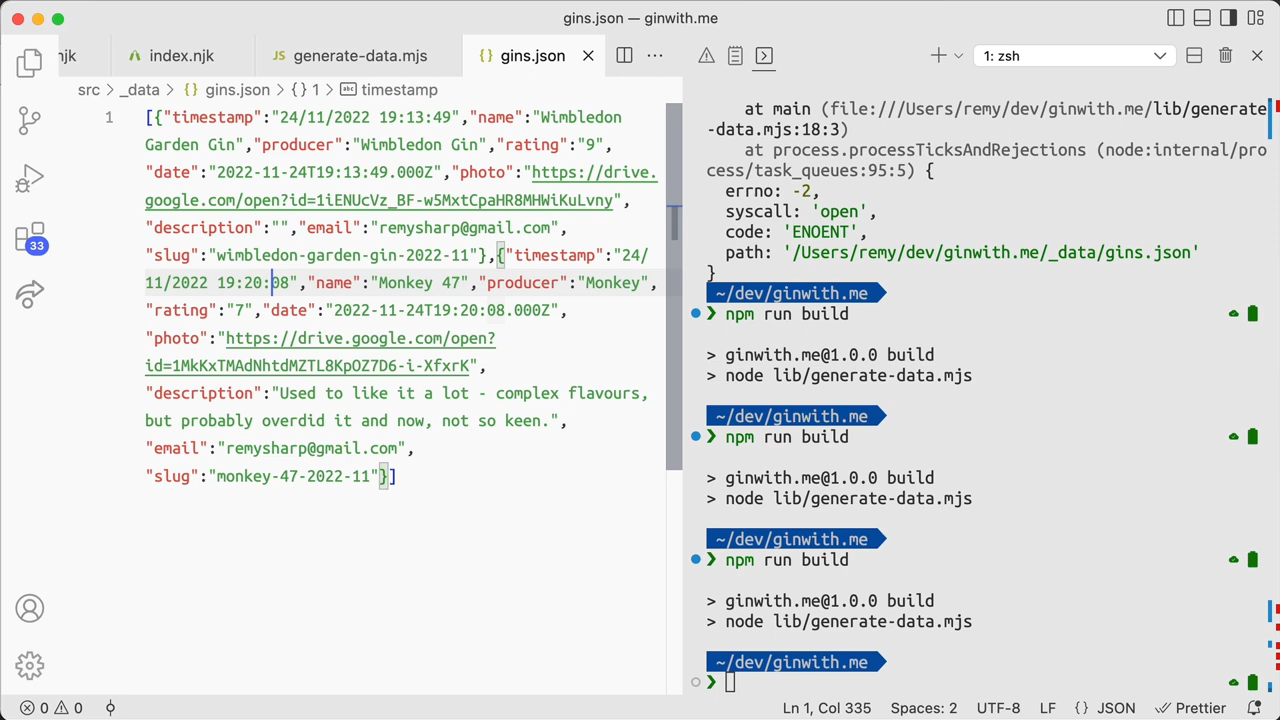 gins.json — ginwith.me
njk
index.njk
JS generate-data.mjs
{} gins.json
1: zsh
src > _data > {} gins.json > {} 1 > abc timestamp
1
[{"timestamp":"24/11/2022 19:13:49","name":"Wimbledon
Garden Gin","producer":"Wimbledon Gin","rating":"9",
"date":"2022-11-24T19:13:49.000Z","photo":"https://drive.
google.com/open?id=1iENUcVz_BF-w5MxtCpaHR8MHWiKuLvny",
"description":"","email":"remysharp@gmail.com",
"slug":"wimbledon-garden-gin-2022-11"},{"timestamp":"24/
11/2022 19:20:08","name":"Monkey 47","producer":"Monkey",
"rating":"7","date":"2022-11-24T19:20:08.000Z",
"photo":"https://drive.google.com/open?
id=1MkKxTMAdNhtdMZTL8KpOZ7D6-i-XfxrK",
"description":"Used to like it a lot - complex flavours,
but probably overdid it and now, not so keen.",
"email":"remysharp@gmail.com",
"slug":"monkey-47-2022-11"}]
33
at main (file:///Users/remy/dev/ginwith.me/lib/generate
-data.mjs:18:3)
at process.processTicksAndRejections (node:internal/pro
cess/task_queues:95:5) {
errno: -2,
syscall: 'open',
code: 'ENOENT',
path: '/Users/remy/dev/ginwith.me/_data/gins.json'
}
~/dev/ginwith.me
❯ npm run build
> ginwith.me@1.0.0 build
> node lib/generate-data.mjs
~/dev/ginwith.me
❯ npm run build
> ginwith.me@1.0.0 build
> node lib/generate-data.mjs
~/dev/ginwith.me
❯ npm run build
> ginwith.me@1.0.0 build
> node lib/generate-data.mjs
~/dev/ginwith.me
❯
0 0
Ln 1, Col 335 Spaces: 2 UTF-8 LF {} JSON Prettier